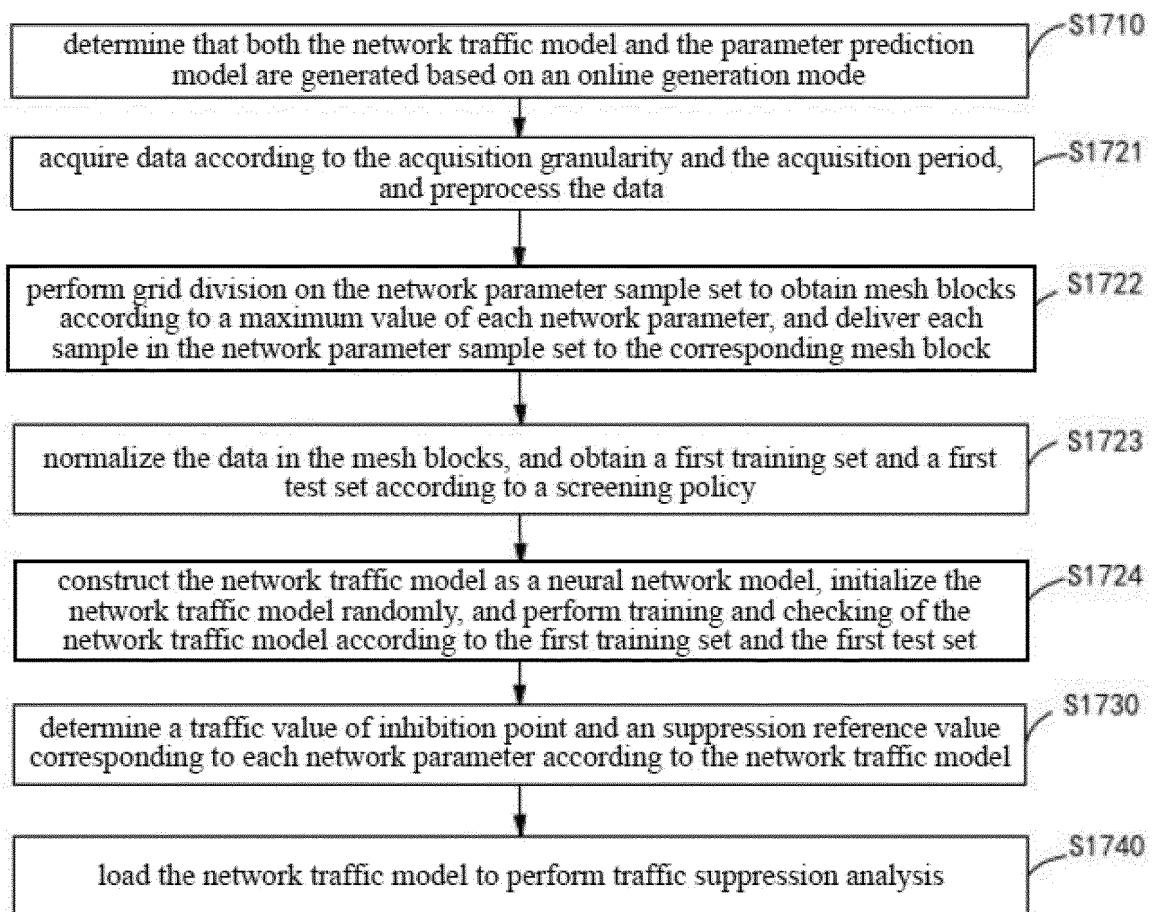 S1710
determine that both the network traffic model and the parameter prediction
model are generated based on an online generation mode
S1721
acquire data according to the acquisition granularity and the acquisition period,
and preprocess the data
S1722
perform grid division on the network parameter sample set to obtain mesh blocks
according to a maximum value of each network parameter, and deliver each
sample in the network parameter sample set to the corresponding mesh block
S1723
normalize the data in the mesh blocks, and obtain a first training set and a first
test set according to a screening policy
S1724
construct the network traffic model as a neural network model, initialize the
network traffic model randomly, and perform training and checking of the
network traffic model according to the first training set and the first test set
S1730
determine a traffic value of inhibition point and an suppression reference value
corresponding to each network parameter according to the network traffic model
S1740
load the network traffic model to perform traffic suppression analysis